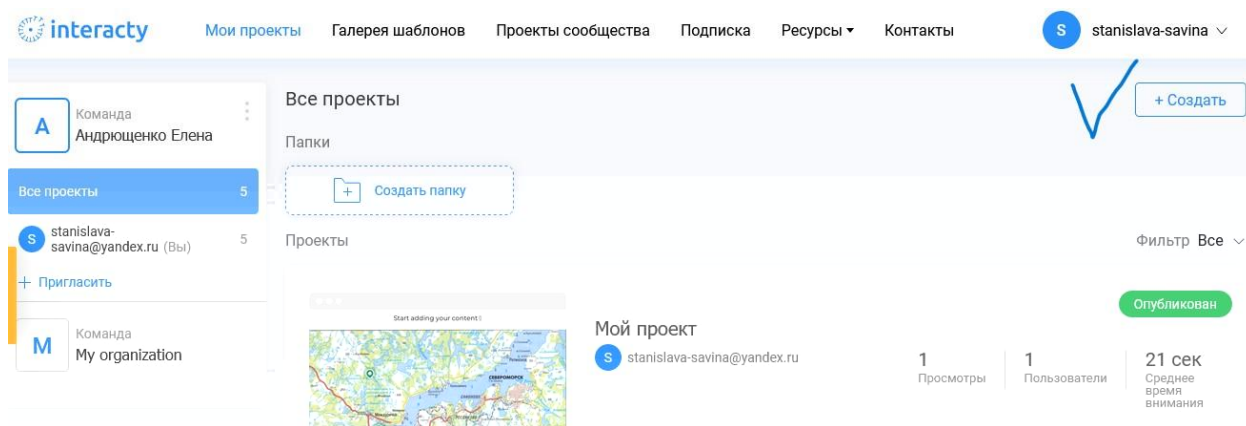 interacty
Мои проекты Галерея шаблонов Проекты сообщества Подписка Ресурсы Контакты
S stanislava-savina
А Команда
Андрющенко Елена
Все проекты 5
S stanislava-
savina@yandex.ru (Вы) 5
+ Пригласить
M Команда
My organization
Все проекты
+ Создать
Папки
Создать папку
Проекты
Фильтр Все
Start adding your content
СЕВЕРОМОРСК
Мой проект
S stanislava-savina@yandex.ru
Опубликован
1
Просмотры
1
Пользователи
21 сек
Среднее
время
внимания